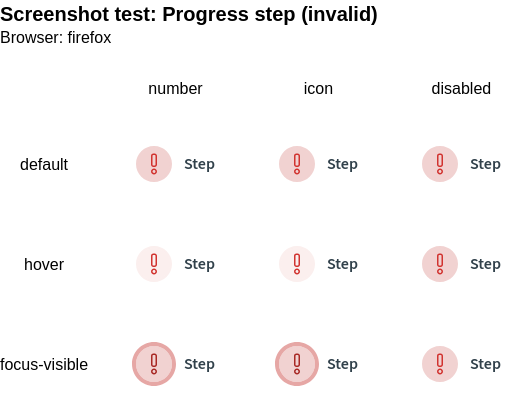 Screenshot test: Progress step (invalid)
Browser: firefox
number icon disabled
default Step Step Step
hover Step Step Step
focus-visible Step Step Step